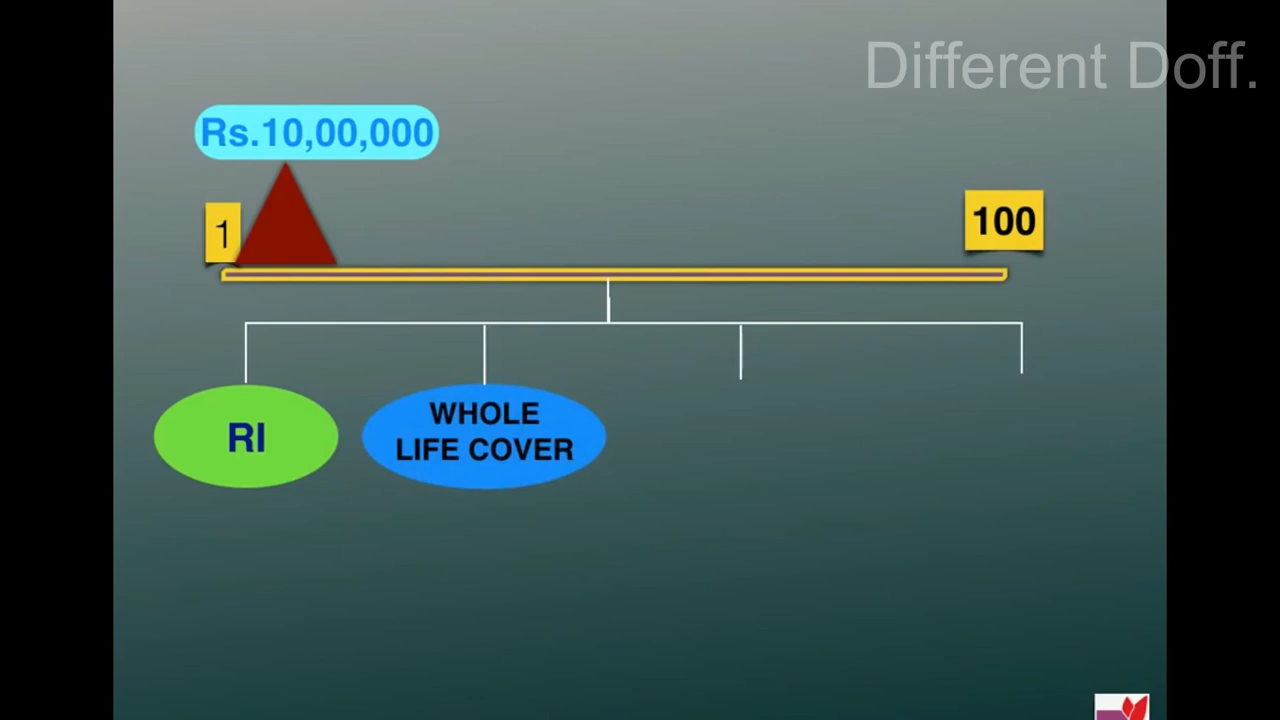 Different Doff.
Rs.10,00,000
1
100
RI
WHOLE
LIFE COVER